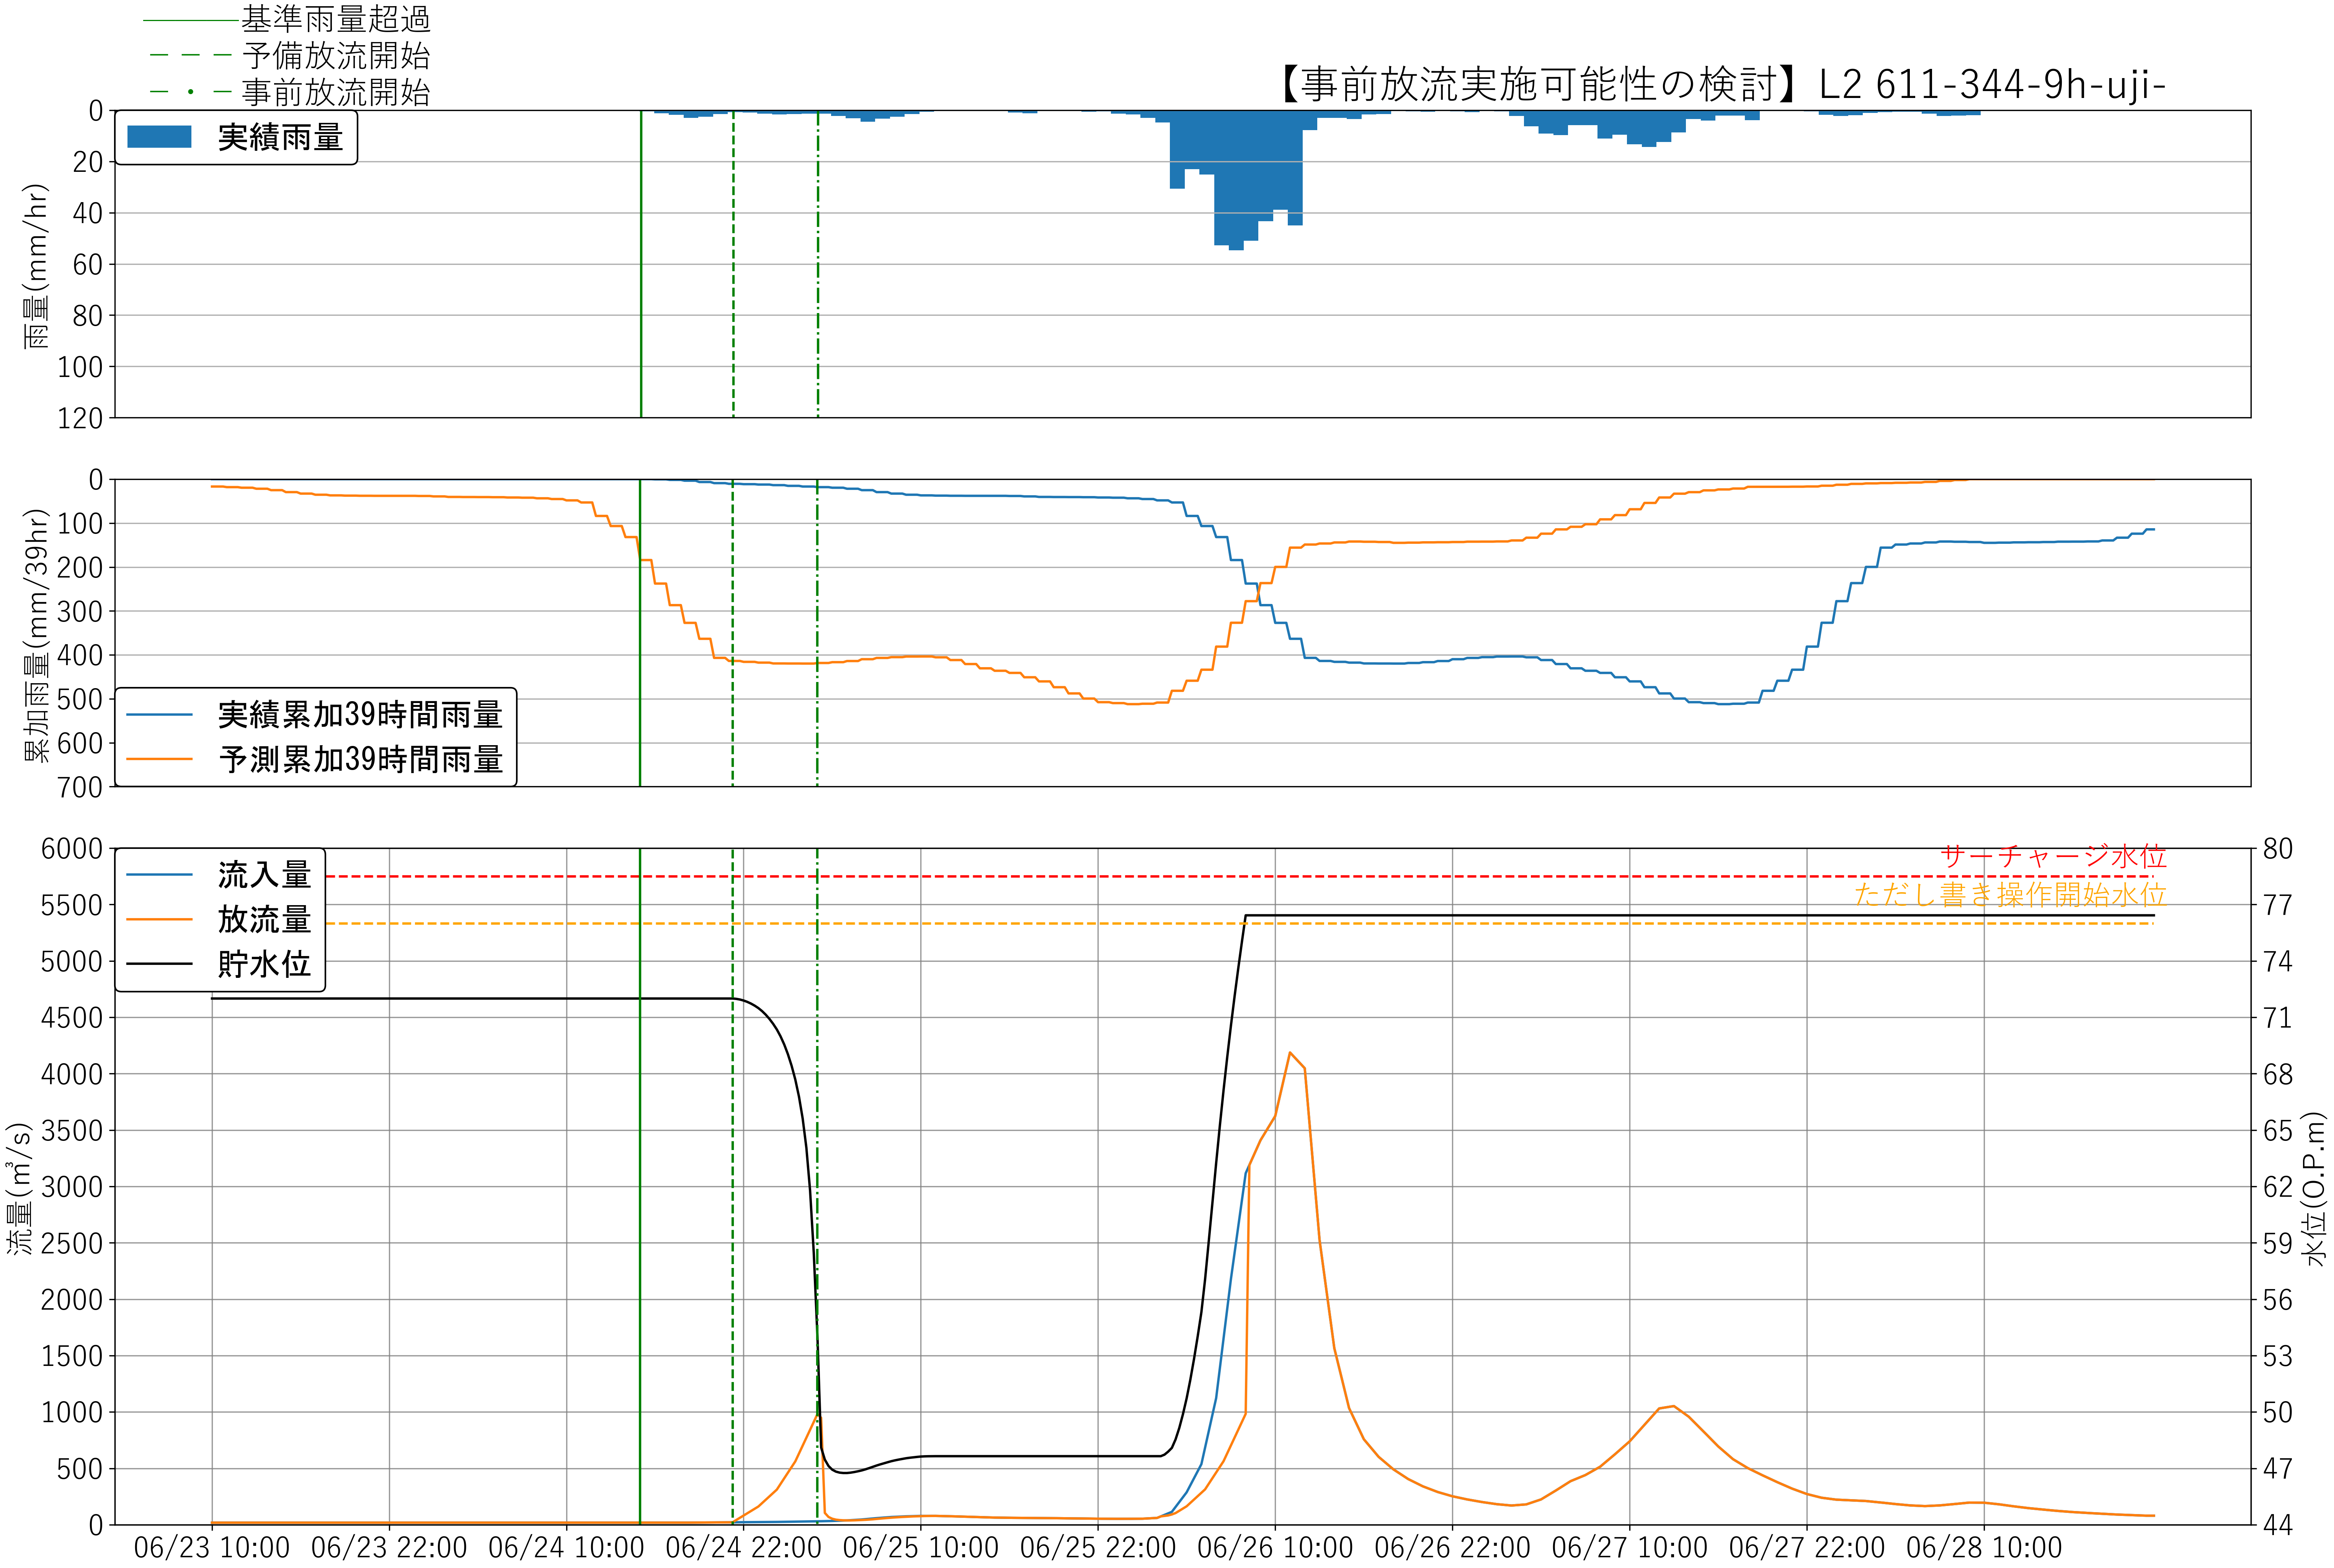 基準雨量超過
予備放流開始
事前放流開始
【事前放流実施可能性の検討】L2 611-344-9h-uji-
実績雨量
雨量(mm/hr)
0
20
40
60
80
100
120
累加雨量(mm/39hr)
0
100
200
300
400
500
600
700
実績累加39時間雨量
予測累加39時間雨量
流量(㎥/s)
6000
5500
5000
4500
4000
3500
3000
2500
2000
1500
1000
500
0
流入量
放流量
貯水位
サーチャージ水位
ただし書き操作開始水位
80
77
74
71
68
65
62
59
56
53
50
47
44
水位(O.P.m)
06/23 10:00 06/23 22:00 06/24 10:00 06/24 22:00 06/25 10:00 06/25 22:00 06/26 10:00 06/26 22:00 06/27 10:00 06/27 22:00 06/28 10:00